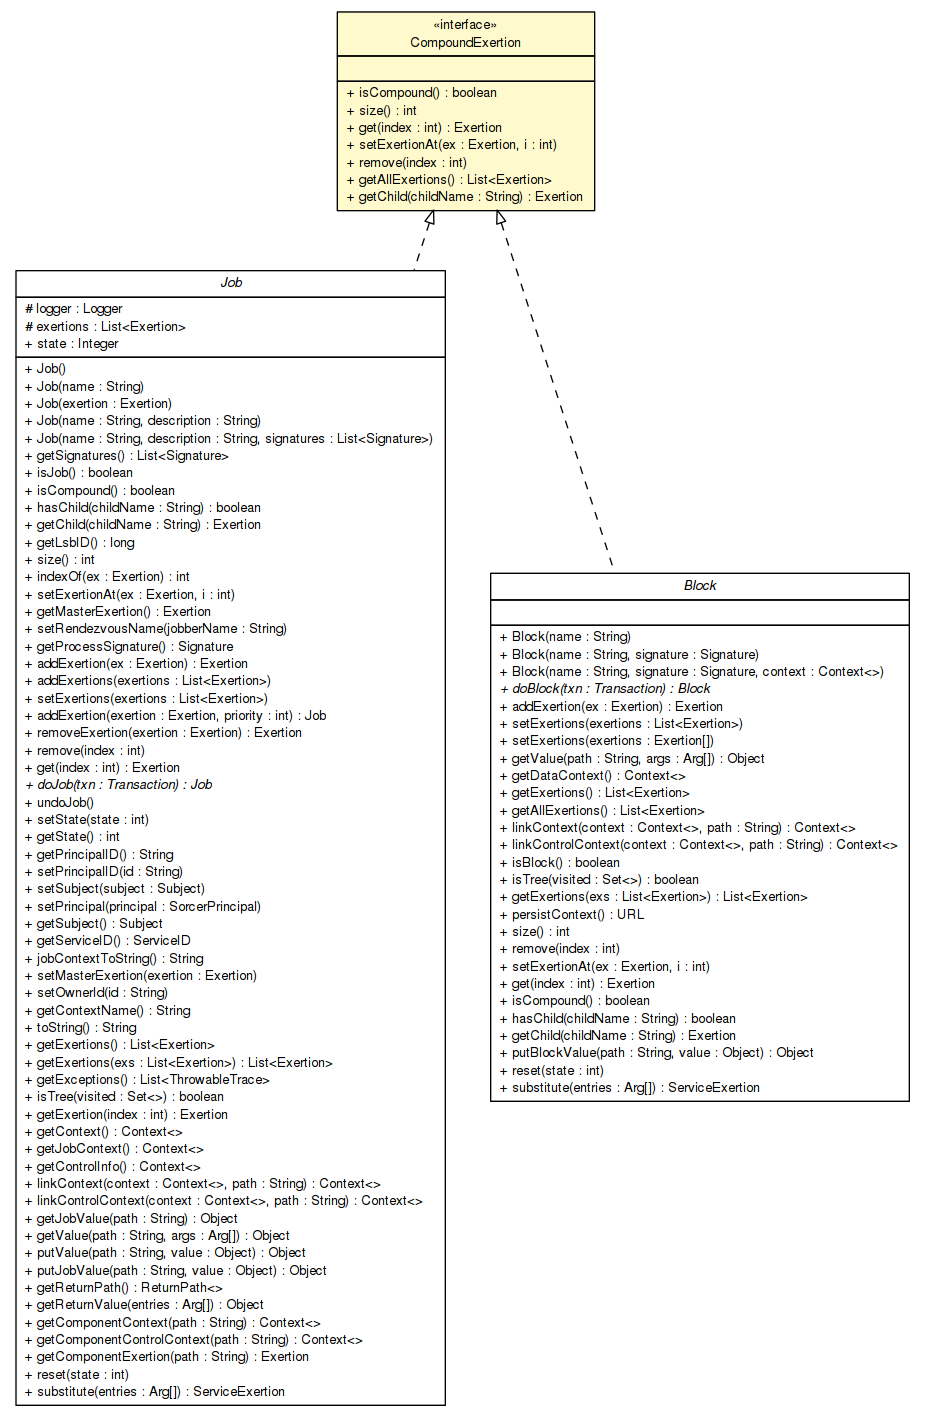 «interface»
CompoundExertion
+ isCompound() : boolean
+ size() : int
+ get(index : int) : Exertion
+ setExertionAt(ex : Exertion, i : int)
+ remove(index : int)
+ getAllExertions() : List<Exertion>
+ getChild(childName : String) : Exertion
Job
# logger : Logger
# exertions : List<Exertion>
+ state : Integer
+ Job()
+ Job(name : String)
+ Job(exertion : Exertion)
+ Job(name : String, description : String)
+ Job(name : String, description : String, signatures : List<Signature>)
+ getSignatures() : List<Signature>
+ isJob() : boolean
+ isCompound() : boolean
+ hasChild(childName : String) : boolean
+ getChild(childName : String) : Exertion
+ getLsbID() : long
+ size() : int
+ indexOf(ex : Exertion) : int
+ setExertionAt(ex : Exertion, i : int)
+ getMasterExertion() : Exertion
+ setRendezvousName(jobberName : String)
+ getProcessSignature() : Signature
+ addExertion(ex : Exertion) : Exertion
+ addExertions(exertions : List<Exertion>)
+ setExertions(exertions : List<Exertion>)
+ addExertion(exertion : Exertion, priority : int) : Job
+ removeExertion(exertion : Exertion) : Exertion
+ remove(index : int)
+ get(index : int) : Exertion
+ doJob(txn : Transaction) : Job
+ undoJob()
+ setState(state : int)
+ getState() : int
+ getPrincipalID() : String
+ setPrincipalID(id : String)
+ setSubject(subject : Subject)
+ setPrincipal(principal : SorcerPrincipal)
+ getSubject() : Subject
+ getServiceID() : ServiceID
+ jobContextToString() : String
+ setMasterExertion(exertion : Exertion)
+ setOwnerId(id : String)
+ getContextName() : String
+ toString() : String
+ getExertions() : List<Exertion>
+ getExertions(exs : List<Exertion>) : List<Exertion>
+ getExceptions() : List<ThrowableTrace>
+ isTree(visited : Set<>) : boolean
+ getExertion(index : int) : Exertion
+ getContext() : Context<>
+ getJobContext() : Context<>
+ getControlInfo() : Context<>
+ linkContext(context : Context<>, path : String) : Context<>
+ linkControlContext(context : Context<>, path : String) : Context<>
+ getJobValue(path : String) : Object
+ getValue(path : String, args : Arg[]) : Object
+ putValue(path : String, value : Object) : Object
+ putJobValue(path : String, value : Object) : Object
+ getReturnPath() : ReturnPath<>
+ getReturnValue(entries : Arg[]) : Object
+ getComponentContext(path : String) : Context<>
+ getComponentControlContext(path : String) : Context<>
+ getComponentExertion(path : String) : Exertion
+ reset(state : int)
+ substitute(entries : Arg[]) : ServiceExertion
Block
+ Block(name : String)
+ Block(name : String, signature : Signature)
+ Block(name : String, signature : Signature, context : Context<>)
+ doBlock(txn : Transaction) : Block
+ addExertion(ex : Exertion) : Exertion
+ setExertions(exertions : List<Exertion>)
+ setExertions(exertions : Exertion[])
+ getValue(path : String, args : Arg[]) : Object
+ getDataContext() : Context<>
+ getExertions() : List<Exertion>
+ getAllExertions() : List<Exertion>
+ linkContext(context : Context<>, path : String) : Context<>
+ linkControlContext(context : Context<>, path : String) : Context<>
+ isBlock() : boolean
+ isTree(visited : Set<>) : boolean
+ getExertions(exs : List<Exertion>) : List<Exertion>
+ persistContext() : URL
+ size() : int
+ remove(index : int)
+ setExertionAt(ex : Exertion, i : int)
+ get(index : int) : Exertion
+ isCompound() : boolean
+ hasChild(childName : String) : boolean
+ getChild(childName : String) : Exertion
+ putBlockValue(path : String, value : Object) : Object
+ reset(state : int)
+ substitute(entries : Arg[]) : ServiceExertion